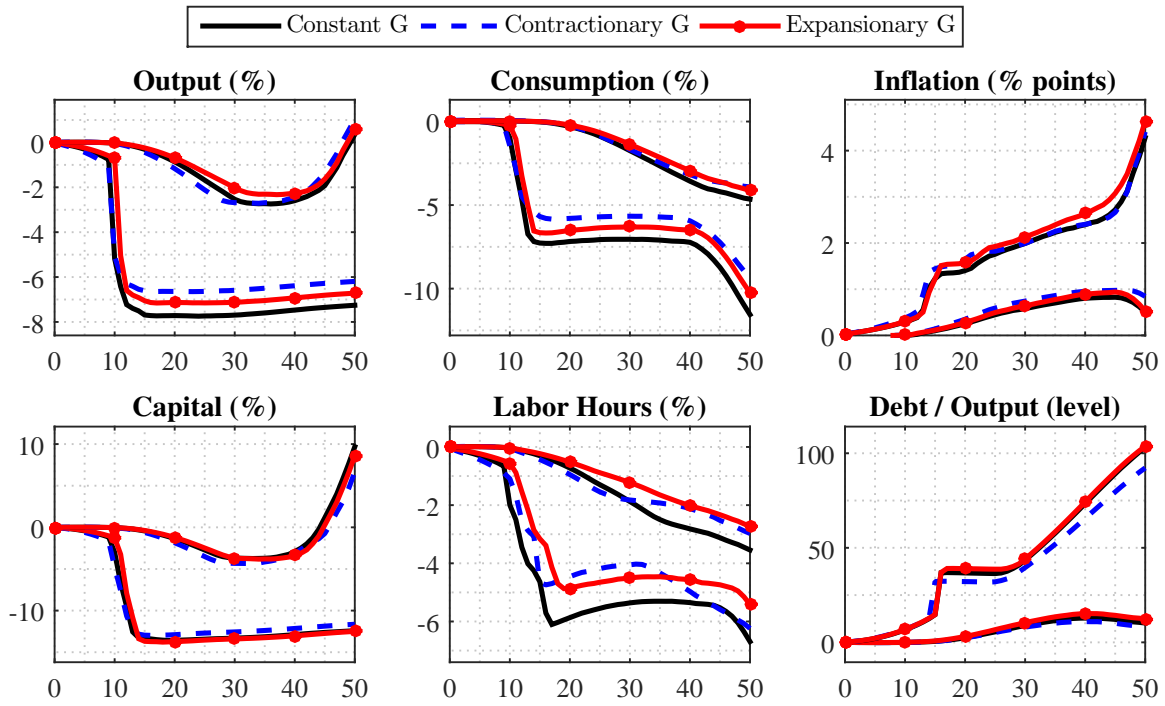 Constant G Contractionary G Expansionary G
Output (%) Consumption (%) Inflation (% points)
0
-2
-4
-6
-8
0 10 20 30 40 50
0
-5
-10
0 10 20 30 40 50
4
2
0
0 10 20 30 40 50
Capital (%) Labor Hours (%) Debt / Output (level)
10
0
-10
0 10 20 30 40 50
0
-2
-4
-6
0 10 20 30 40 50
100
50
0
0 10 20 30 40 50